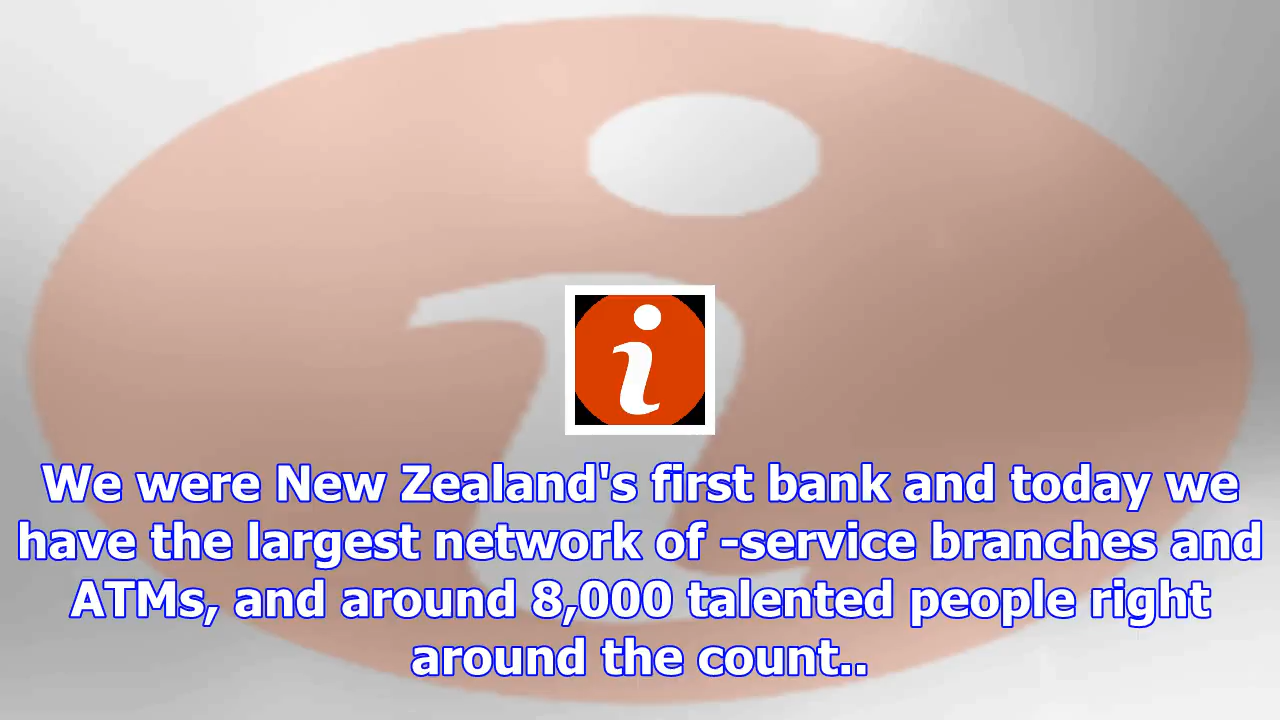 We were New Zealand's first bank and today we
have the largest network of -service branches and
ATMs, and around 8,000 talented people right
around the count..